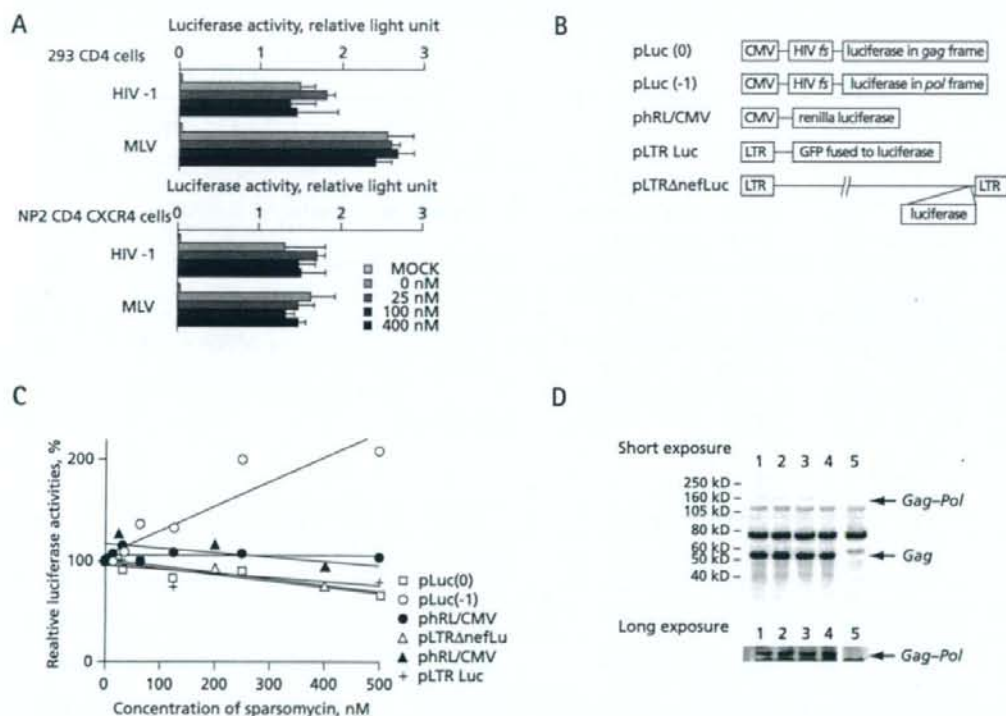 A
Luciferase activity, relative light unit
293 CD4 cells
0 1 2 3
HIV -1
MLV
Luciferase activity, relative light unit
NP2 CD4 CXCR4 cells
0 1 2 3
HIV -1
MLV
MOCK
0 nM
25 nM
100 nM
400 nM
B
pLuc (0)
CMV HIV fs luciferase in gag frame
pLuc (-1)
CMV HIV fs luciferase in pol frame
phRL/CMV
CMV renilla luciferase
pLTR Luc
LTR GFP fused to luciferase
pLTRΔnefLuc
LTR // LTR
luciferase
C
Realtive luciferase activities, %
200
100
0
0 100 200 300 400 500
Concentration of sparsomycin, nM
pLuc(0)
pLuc(-1)
phRL/CMV
pLTRΔnefLu
phRL/CMV
pLTR Luc
D
Short exposure
1 2 3 4 5
250 kD
160 kD
105 kD
80 kD
60 kD
50 kD
40 kD
Gag–Pol
Gag
Long exposure
1 2 3 4 5
Gag–Pol